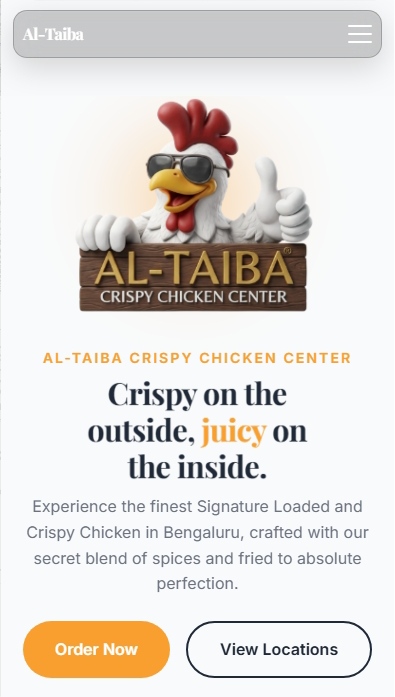 Al-Taiba
AL-TAIBA®
CRISPY CHICKEN CENTER
AL-TAIBA CRISPY CHICKEN CENTER
Crispy on the
outside, juicy on
the inside.
Experience the finest Signature Loaded and
Crispy Chicken in Bengaluru, crafted with our
secret blend of spices and fried to absolute
perfection.
Order Now
View Locations